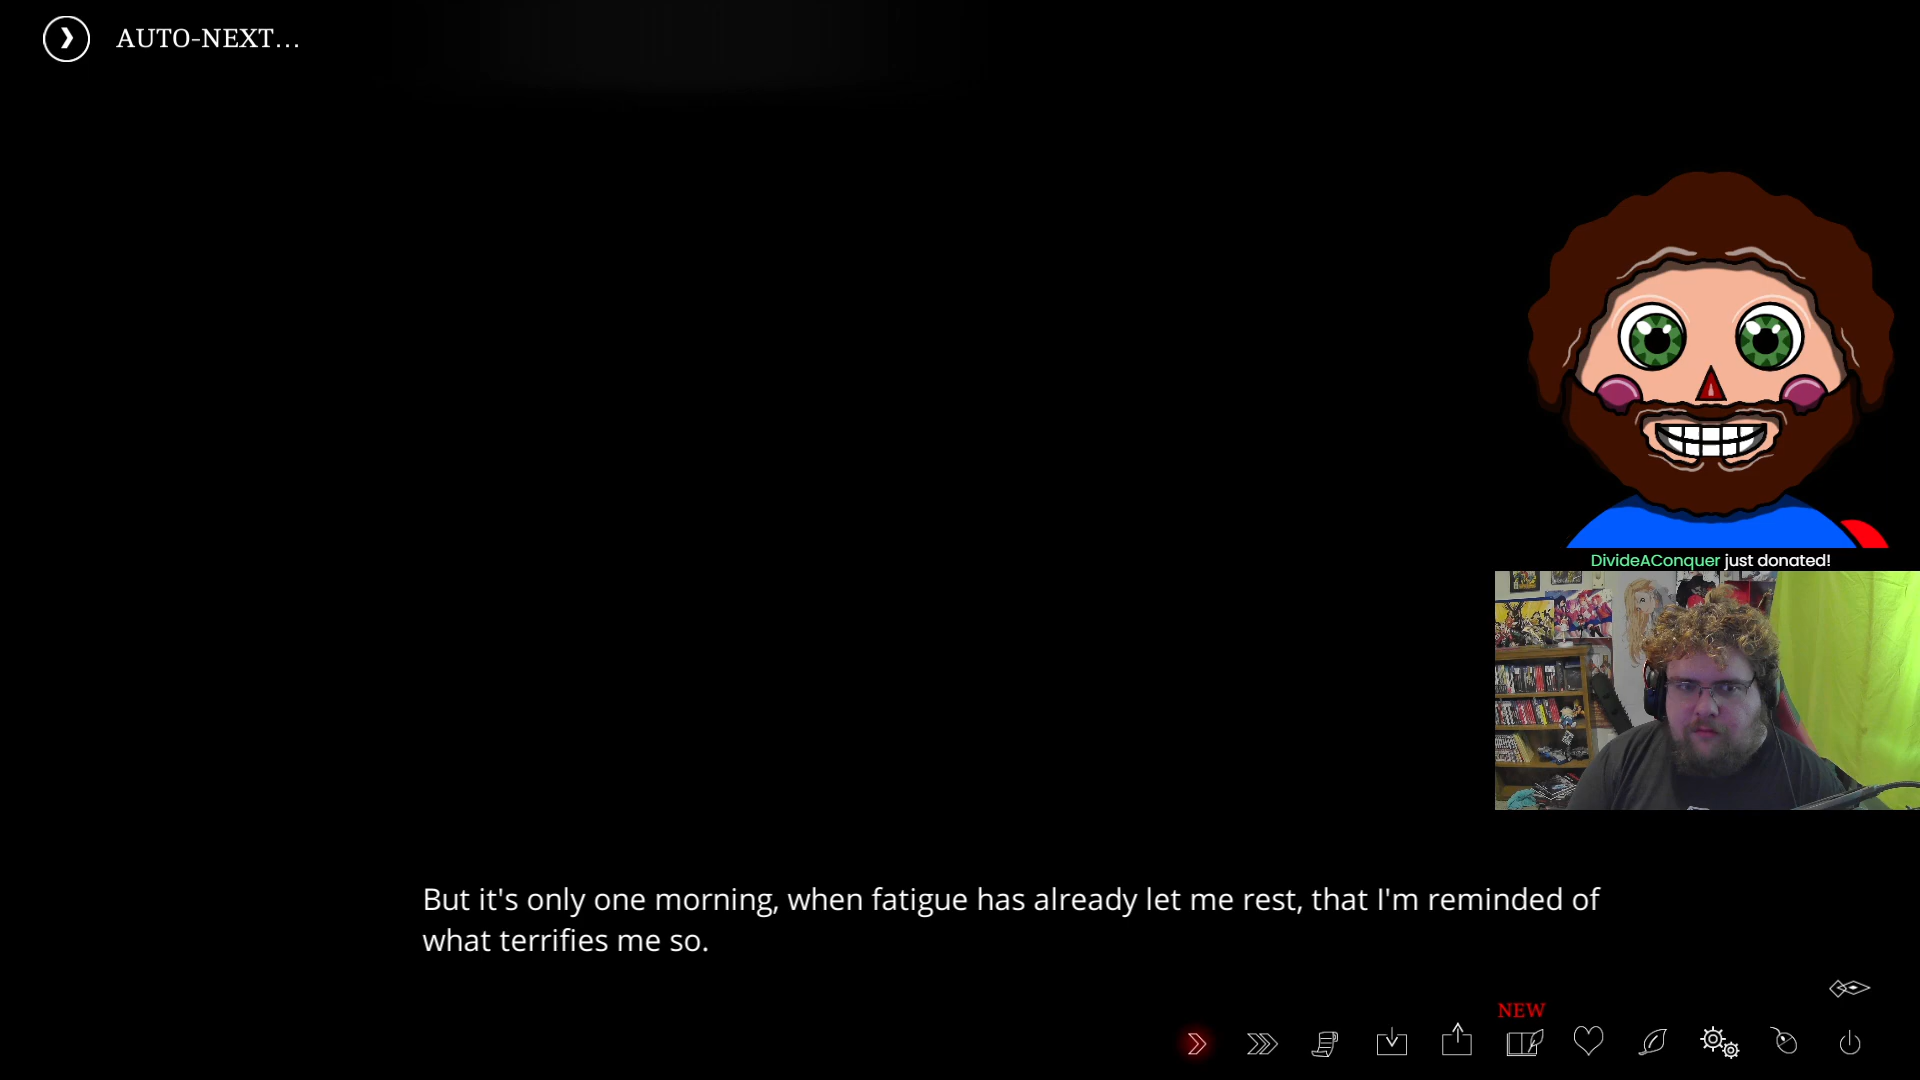 AUTO-NEXT...
DivideAConquer just donated!
But it's only one morning, when fatigue has already let me rest, that I'm reminded of
what terrifies me so.
NEW